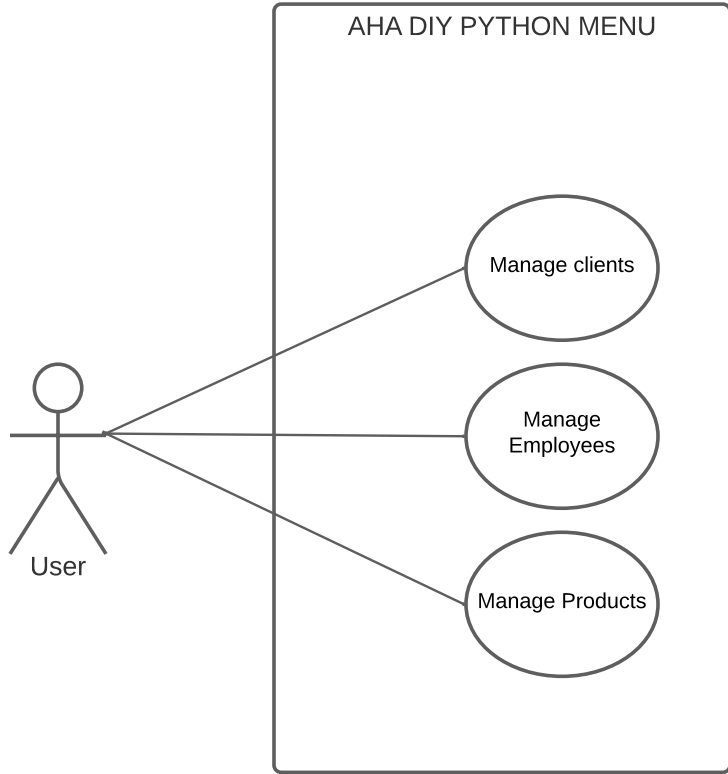 AHA DIY PYTHON MENU
Manage clients
Manage
Employees
User
Manage Products